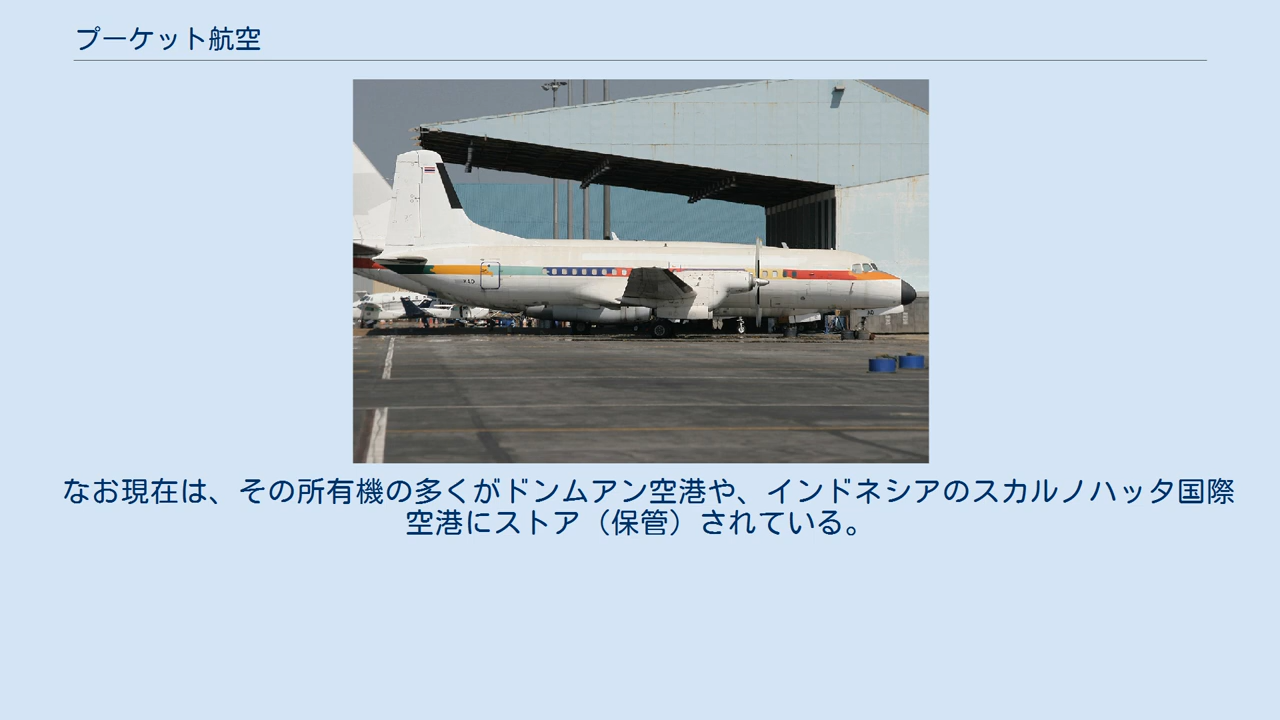 プーケット航空
なお現在は、その所有機の多くがドンムアン空港や、インドネシアのスカルノハッタ国際
空港にストア（保管）されている。